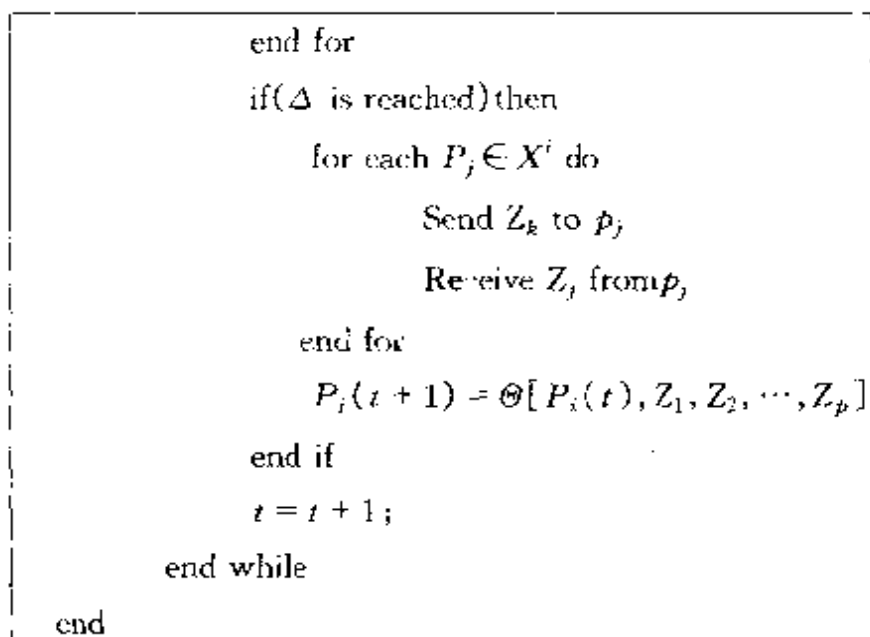 end for
if(Δ is reached)then
for each P_j ∈ X^i do
Send Z_k to p_j
Receive Z_j from p_j
end for
P_i(t + 1) = Θ[P_i(t), Z_1, Z_2, ⋯, Z_p]
end if
t = t + 1;
end while
end